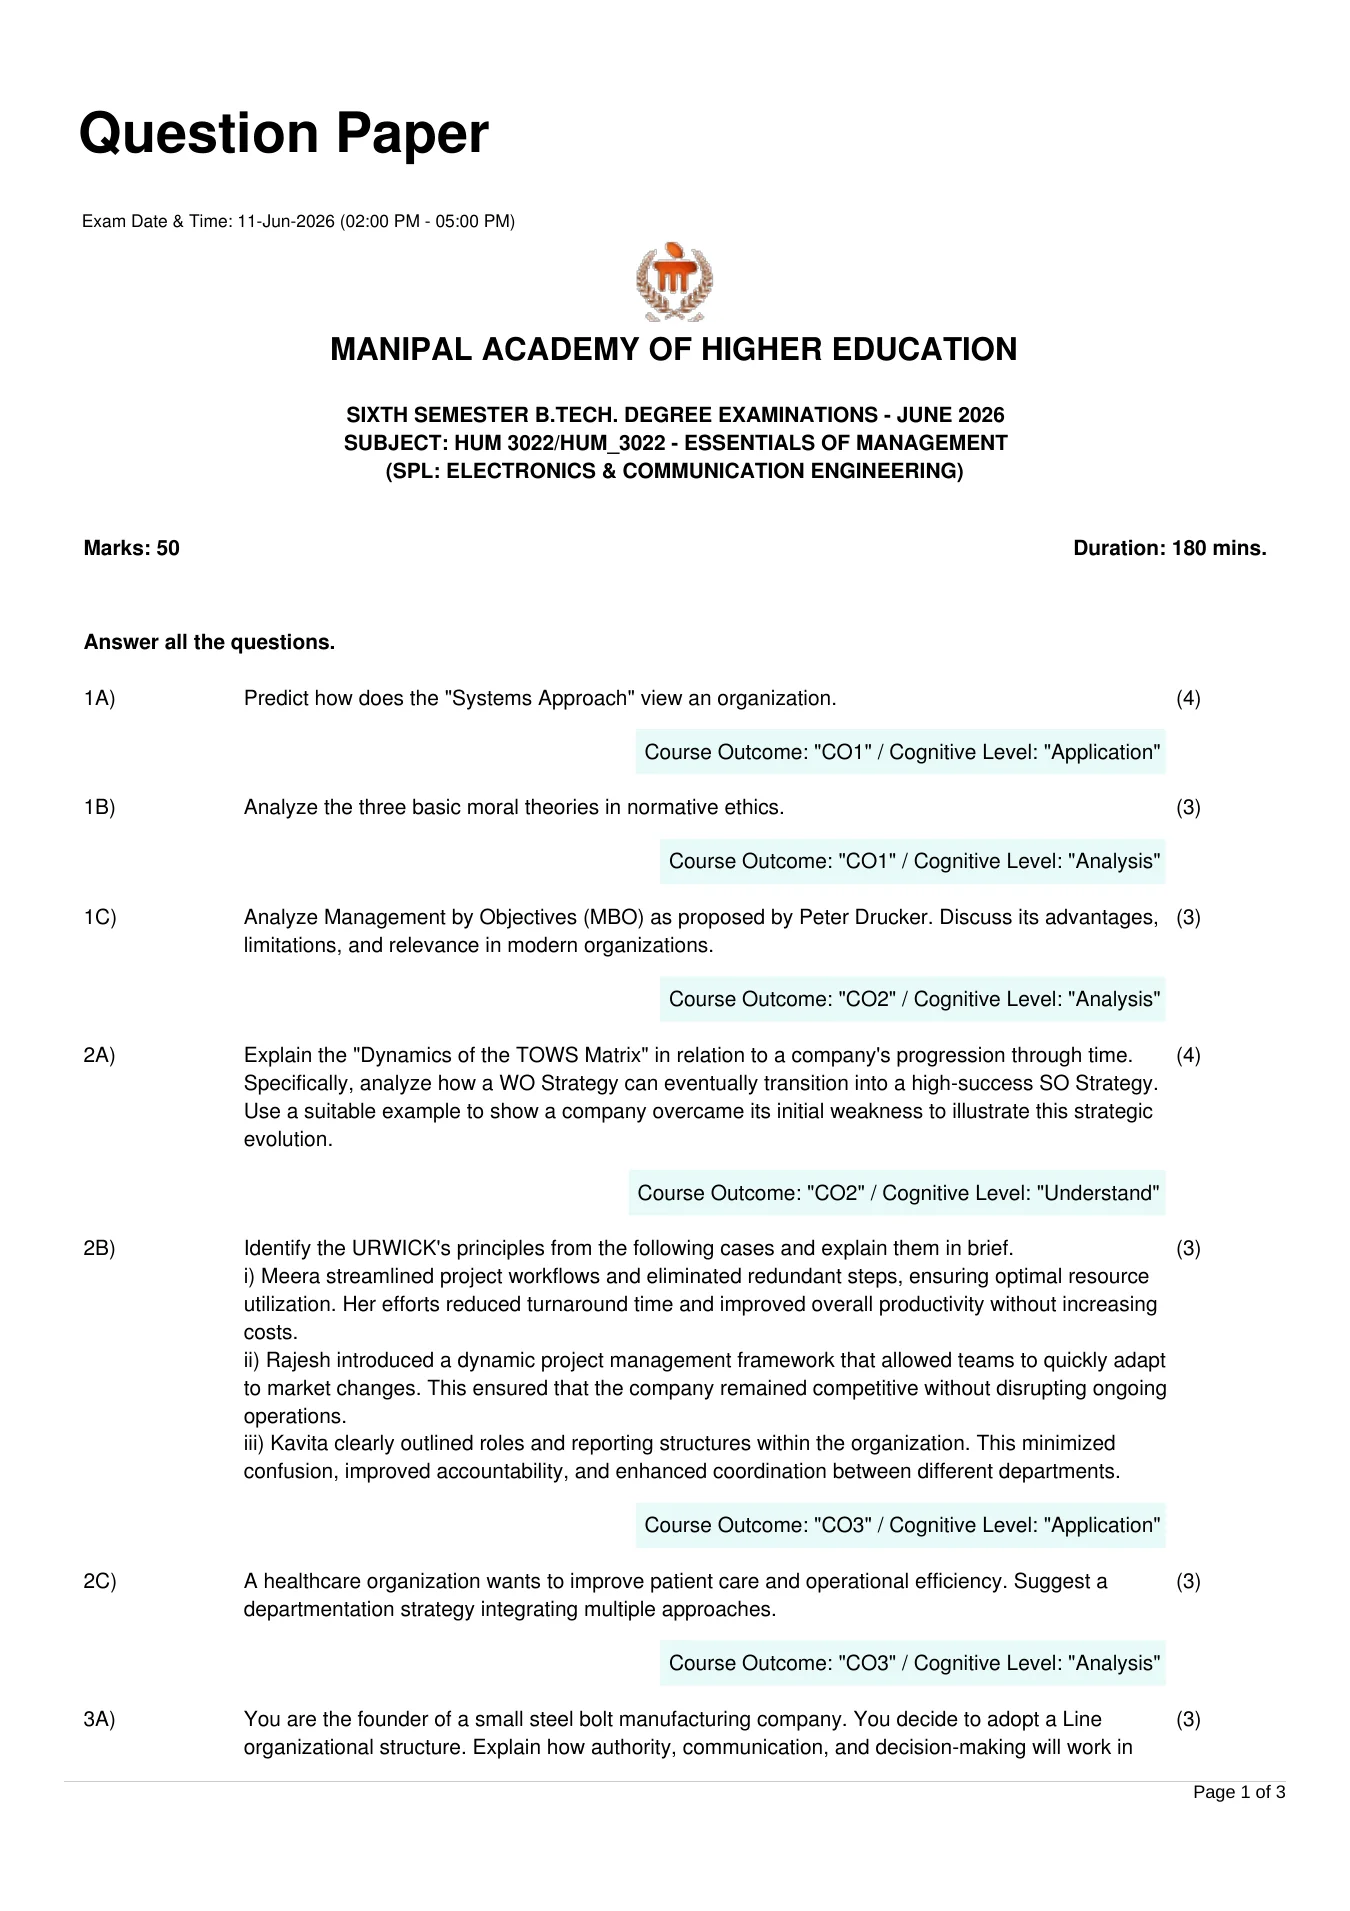 Question Paper
Exam Date & Time: 11-Jun-2026 (02:00 PM - 05:00 PM)
MANIPAL ACADEMY OF HIGHER EDUCATION
SIXTH SEMESTER B.TECH. DEGREE EXAMINATIONS - JUNE 2026
SUBJECT: HUM 3022/HUM_3022 - ESSENTIALS OF MANAGEMENT
(SPL: ELECTRONICS & COMMUNICATION ENGINEERING)
Marks: 50 Duration: 180 mins.
Answer all the questions.
1A) Predict how does the "Systems Approach" view an organization. (4)
Course Outcome: "CO1" / Cognitive Level: "Application"
1B) Analyze the three basic moral theories in normative ethics. (3)
Course Outcome: "CO1" / Cognitive Level: "Analysis"
1C) Analyze Management by Objectives (MBO) as proposed by Peter Drucker. Discuss its advantages, (3)
limitations, and relevance in modern organizations.
Course Outcome: "CO2" / Cognitive Level: "Analysis"
2A) Explain the "Dynamics of the TOWS Matrix" in relation to a company's progression through time. (4)
Specifically, analyze how a WO Strategy can eventually transition into a high-success SO Strategy.
Use a suitable example to show a company overcame its initial weakness to illustrate this strategic
evolution.
Course Outcome: "CO2" / Cognitive Level: "Understand"
2B) Identify the URWICK's principles from the following cases and explain them in brief. (3)
i) Meera streamlined project workflows and eliminated redundant steps, ensuring optimal resource
utilization. Her efforts reduced turnaround time and improved overall productivity without increasing
costs.
ii) Rajesh introduced a dynamic project management framework that allowed teams to quickly adapt
to market changes. This ensured that the company remained competitive without disrupting ongoing
operations.
iii) Kavita clearly outlined roles and reporting structures within the organization. This minimized
confusion, improved accountability, and enhanced coordination between different departments.
Course Outcome: "CO3" / Cognitive Level: "Application"
2C) A healthcare organization wants to improve patient care and operational efficiency. Suggest a (3)
departmentation strategy integrating multiple approaches.
Course Outcome: "CO3" / Cognitive Level: "Analysis"
3A) You are the founder of a small steel bolt manufacturing company. You decide to adopt a Line (3)
organizational structure. Explain how authority, communication, and decision-making will work in
Page 1 of 3